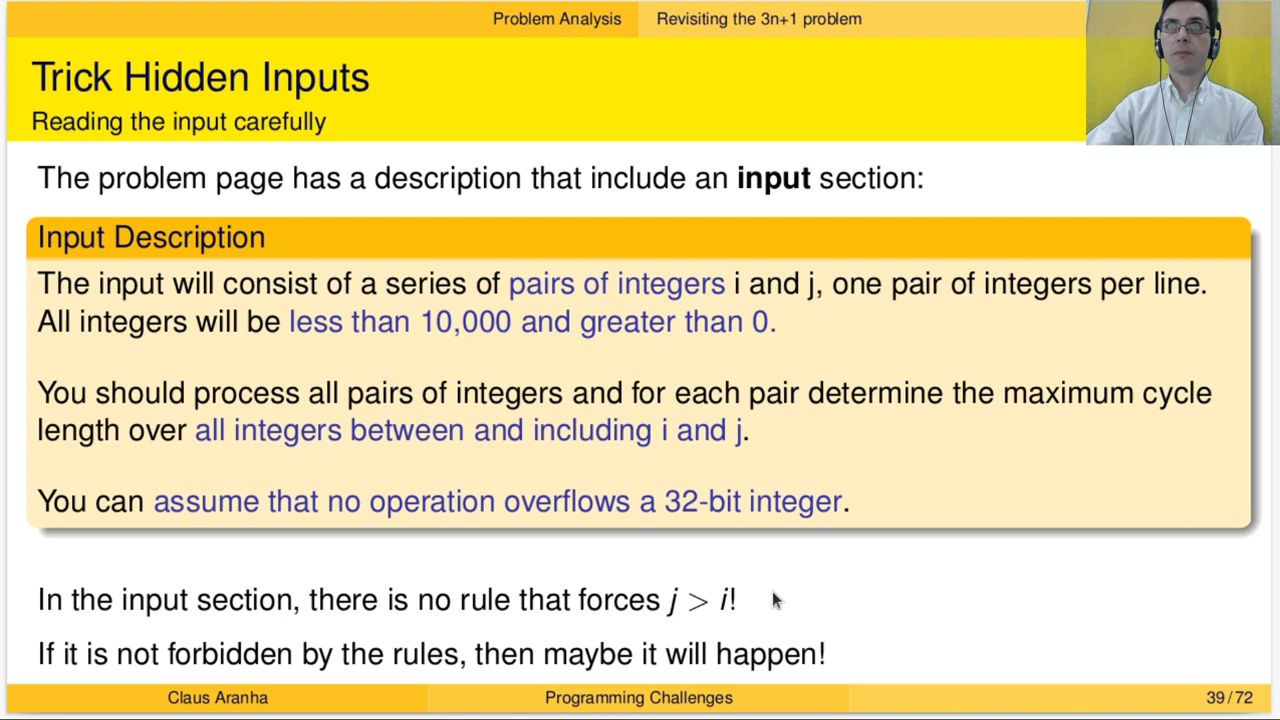 Problem Analysis Revisiting the 3n+1 problem
Trick Hidden Inputs
Reading the input carefully
The problem page has a description that include an input section:
Input Description
The input will consist of a series of pairs of integers i and j, one pair of integers per line.
All integers will be less than 10,000 and greater than 0.
You should process all pairs of integers and for each pair determine the maximum cycle
length over all integers between and including i and j.
You can assume that no operation overflows a 32-bit integer.
In the input section, there is no rule that forces j > i!
If it is not forbidden by the rules, then maybe it will happen!
Claus Aranha Programming Challenges 39/72